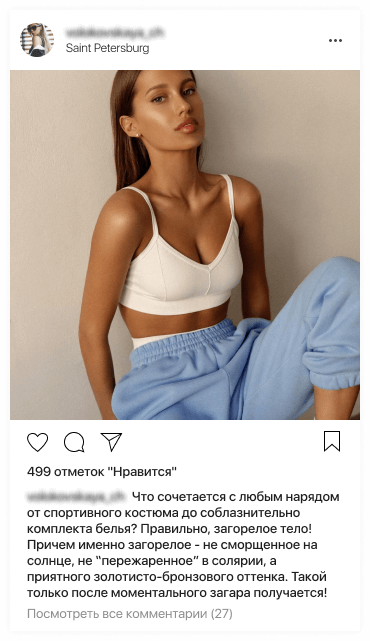 Saint Petersburg
499 отметок "Нравится"
Что сочетается с любым нарядом
от спортивного костюма до соблазнительно
комплекта белья? Правильно, загорелое тело!
Причем именно загорелое - не сморщенное на
солнце, не “пережаренное” в солярии, а
приятного золотисто-бронзового оттенка. Такой
только после моментального загара получается!
Посмотреть все комментарии (27)